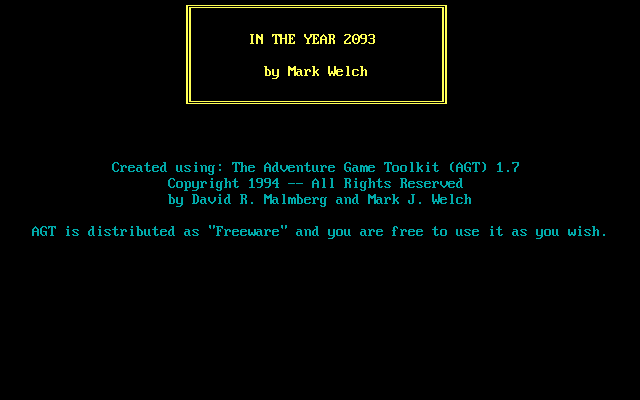 IN THE YEAR 2093
by Mark Welch
Created using: The Adventure Game Toolkit (AGT) 1.7
Copyright 1994 -- All Rights Reserved
by David R. Malmberg and Mark J. Welch
AGT is distributed as "Freeware" and you are free to use it as you wish.